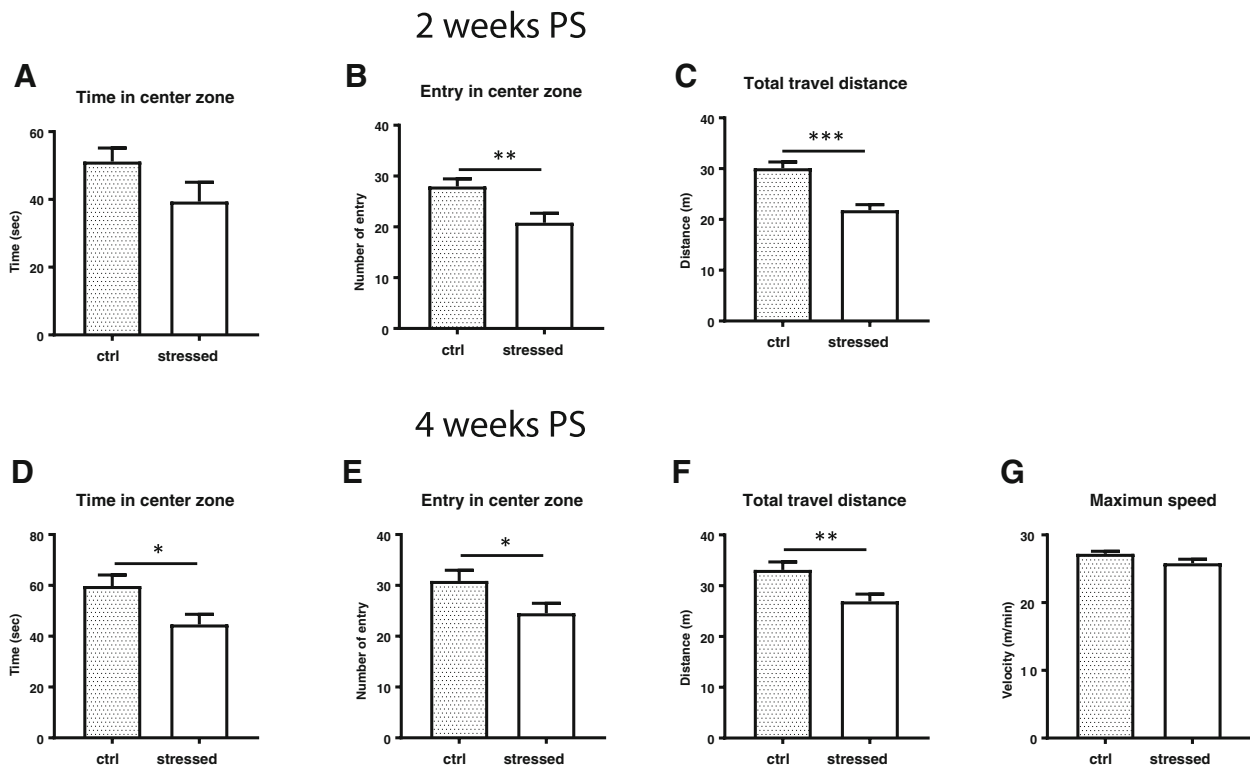 2 weeks PS
A
Time in center zone
60
40
20
0
Time (sec)
ctrl stressed
B
Entry in center zone
40
30
20
10
0
Number of entry
**
ctrl stressed
C
Total travel distance
40
30
20
10
0
Distance (m)
***
ctrl stressed
4 weeks PS
D
Time in center zone
80
60
40
20
0
Time (sec)
*
ctrl stressed
E
Entry in center zone
40
30
20
10
0
Number of entry
*
ctrl stressed
F
Total travel distance
40
30
20
10
0
Distance (m)
**
ctrl stressed
G
Maximun speed
30
20
10
0
Velocity (m/min)
ctrl stressed